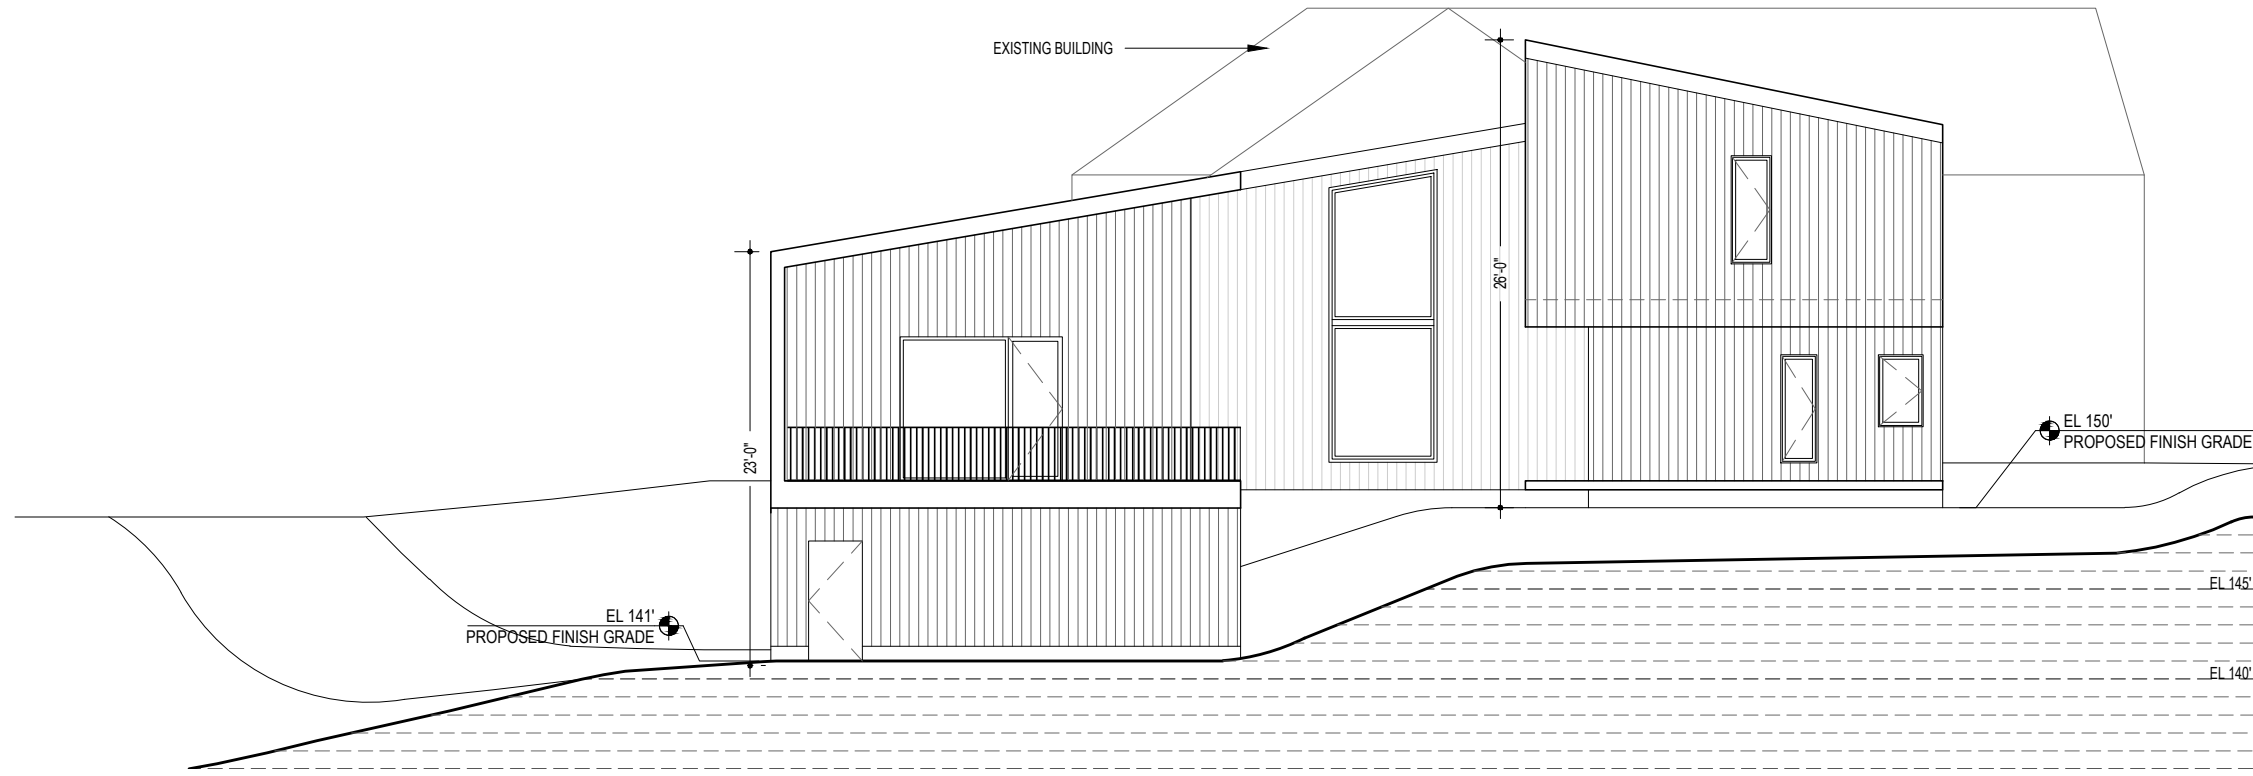 EXISTING BUILDING
26'-0"
23'-0"
EL 150'
PROPOSED FINISH GRADE
EL 145'
EL 141'
PROPOSED FINISH GRADE
EL 140'